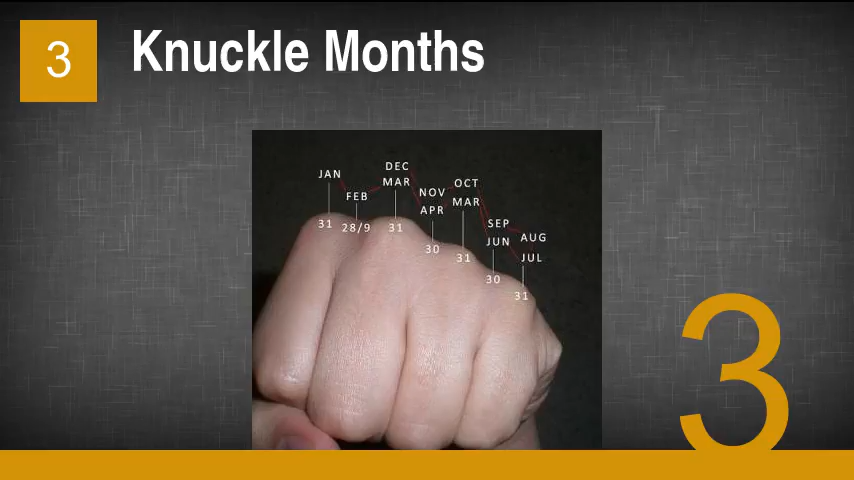 3
Knuckle Months
DEC
JAN
MAR
OCT
NOV
FEB
MAR
APR
SEP
31
28/9
31
AUG
JUN
30
31
JUL
30
31
3